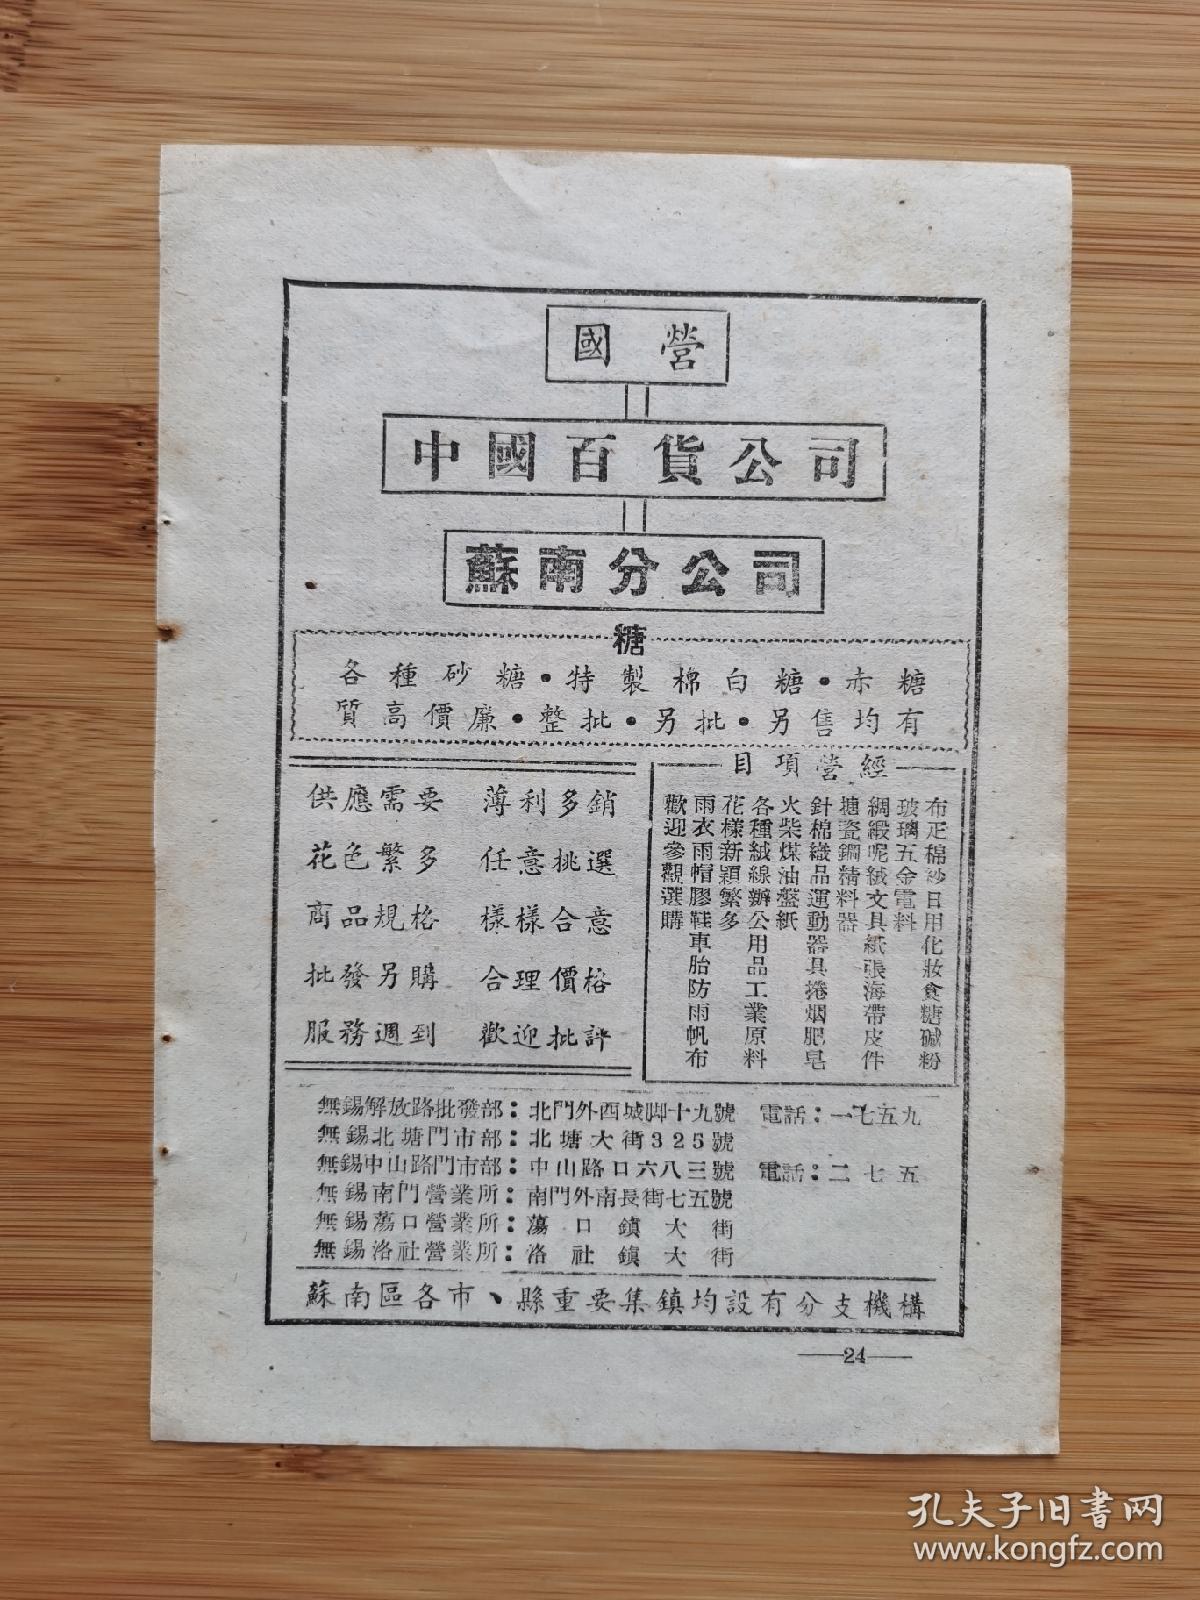 國營
中國百貨公司
蘇南分公司
糖
各種砂糖·特製棉白糖·赤糖
質高價廉·整批·另批·另售均有
供應需要 薄利多銷
花色繁多 任意挑選
商品規格 樣樣合意
批發另購 合理價格
服務週到 歡迎批評
目項營經
布疋棉紗日用化妝食糖碱粉
玻璃五金電料
綢緞呢絨文具紙張海帶皮件
搪瓷鋼精料器
針棉織品運動器具捲烟肥皂
火柴煤油盤紙
各種絨線辦公用品工業原料
花樣新穎繁多
雨衣雨帽膠鞋車胎防雨帆布
歡迎參觀選購
無錫解放路批發部：北門外西城脚十九號 電話：一七五九
無錫北塘門市部：北塘大街325號
無錫中山路門市部：中山路口六八三號 電話：二七五
無錫南門營業所：南門外南長街七五號
無錫蕩口營業所：蕩口鎮大街
無錫洛社營業所：洛社鎮大街
蘇南區各市、縣重要集鎮均設有分支機構
—24—
孔夫子旧书网
www.kongfz.com